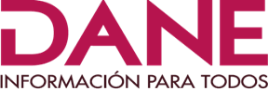 DANE
INFORMACIÓN PARA TODOS